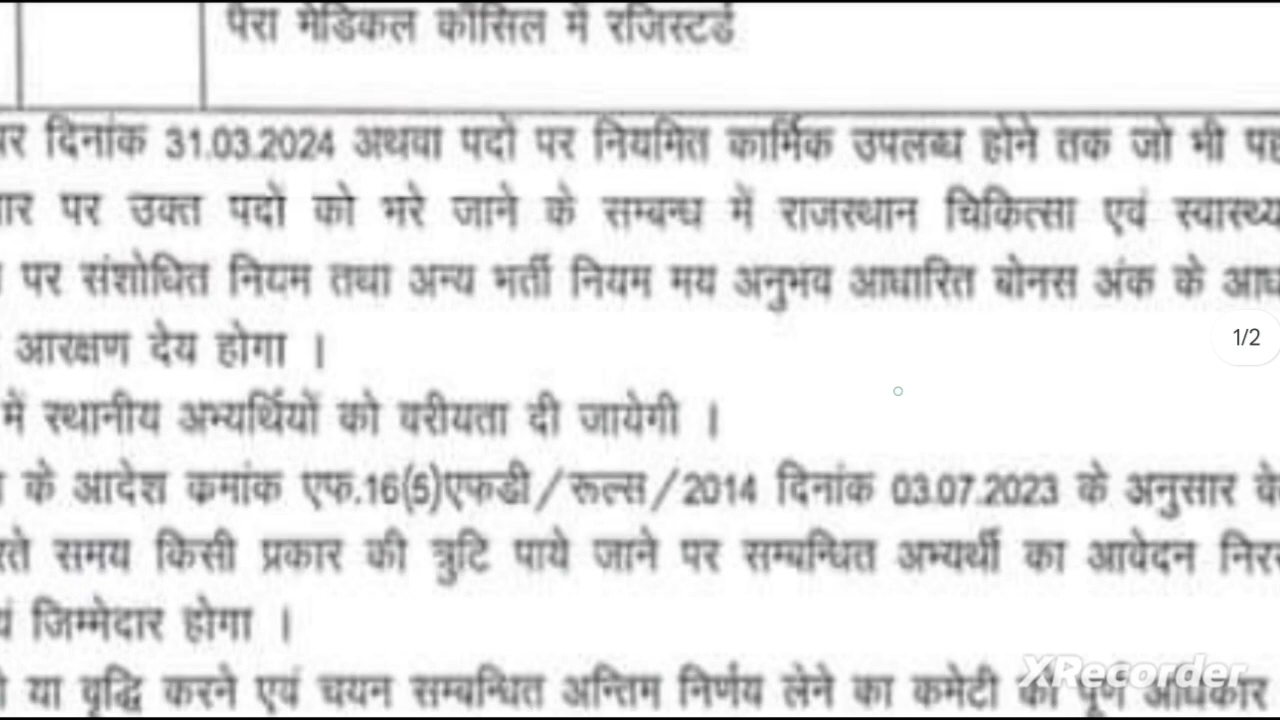 पैरा मेडिकल कौंसिल में रजिस्टर्ड
पर दिनांक 31.03.2024 अथवा पदो पर नियमित कार्मिक उपलब्ध होने तक जो भी
पर उक्त पदों को भरे जाने के सम्बन्ध में राजस्थान चिकित्सा एवं स्वास्थ्य
पर संशोधित नियम तथा अन्य भर्ती नियम मय अनुभव आधारित बोनस अंक के
आरक्षण देय होगा ।
1/2
में स्थानीय अभ्यर्थियों को वरीयता दी जायेगी ।
के आदेश क्रमांक एफ.16(5)एफडी/रूल्स/2014 दिनांक 03.07.2023 के अनुसार
समय किसी प्रकार की त्रुटि पाये जाने पर सम्बन्धित अभ्यर्थी का आवेदन
जिम्मेदार होगा ।
या वृद्धि करने एवं चयन सम्बन्धित अन्तिम निर्णय लेने का कमेटी को पूर्ण अधिकार
XRecorder